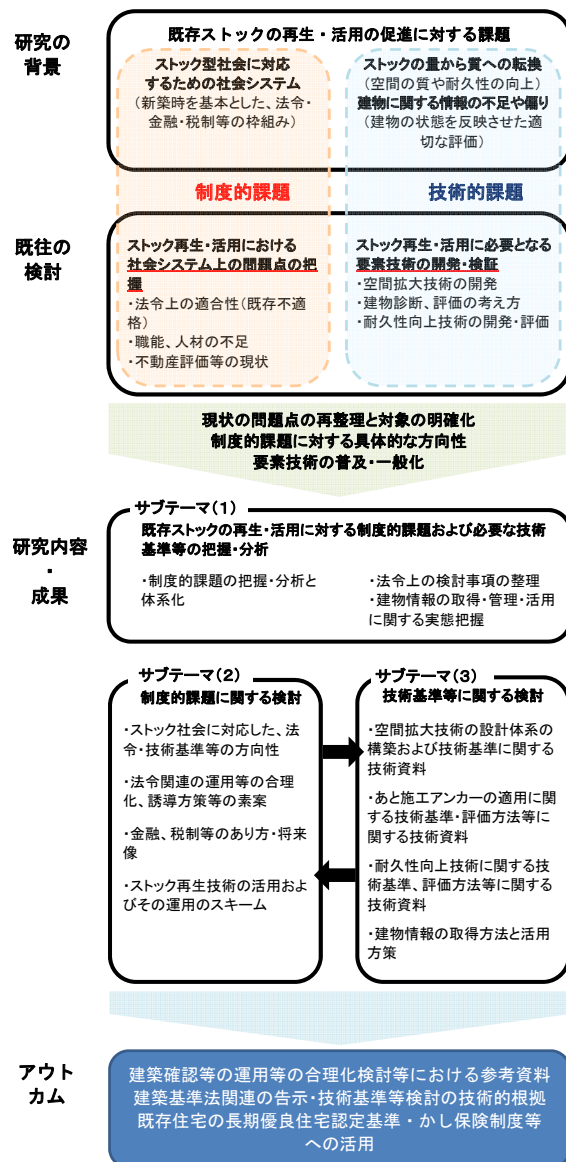 研究の
背景
既存ストックの再生・活用の促進に対する課題
ストック型社会に対応
するための社会システム
（新築時を基本とした、法令・
金融・税制等の枠組み）
ストックの量から質への転換
（空間の質や耐久性の向上）
建物に関する情報の不足や偏り
（建物の状態を反映させた適
切な評価）
制度的課題
技術的課題
既往の
検討
ストック再生・活用における
社会システム上の問題点の把
握
・法令上の適合性（既存不適
格）
・職能、人材の不足
・不動産評価等の現状
ストック再生・活用に必要となる
要素技術の開発・検証
・空間拡大技術の開発
・建物診断、評価の考え方
・耐久性向上技術の開発・評価
現状の問題点の再整理と対象の明確化
制度的課題に対する具体的な方向性
要素技術の普及・一般化
研究内容
・
成果
サブテーマ（1）
既存ストックの再生・活用に対する制度的課題および必要な技術
基準等の把握・分析
・制度的課題の把握・分析と
体系化
・法令上の検討事項の整理
・建物情報の取得・管理・活用
に関する実態把握
サブテーマ（2）
制度的課題に関する検討
・ストック社会に対応した、法
令・技術基準等の方向性
・法令関連の運用等の合理
化、誘導方策等の素案
・金融、税制等のあり方・将来
像
・ストック再生技術の活用および
その運用のスキーム
サブテーマ（3）
技術基準等に関する検討
・空間拡大技術の設計体系の
構築および技術基準に関する
技術資料
・あと施工アンカーの適用に関
する技術基準・評価方法等に
関する技術資料
・耐久性向上技術に関する技
術基準、評価方法等に関する
技術資料
・建物情報の取得方法と活用
方策
アウト
カム
建築確認等の運用等の合理化検討等における参考資料
建築基準法関連の告示・技術基準等検討の技術的根拠
既存住宅の長期優良住宅認定基準・かし保険制度等
への活用